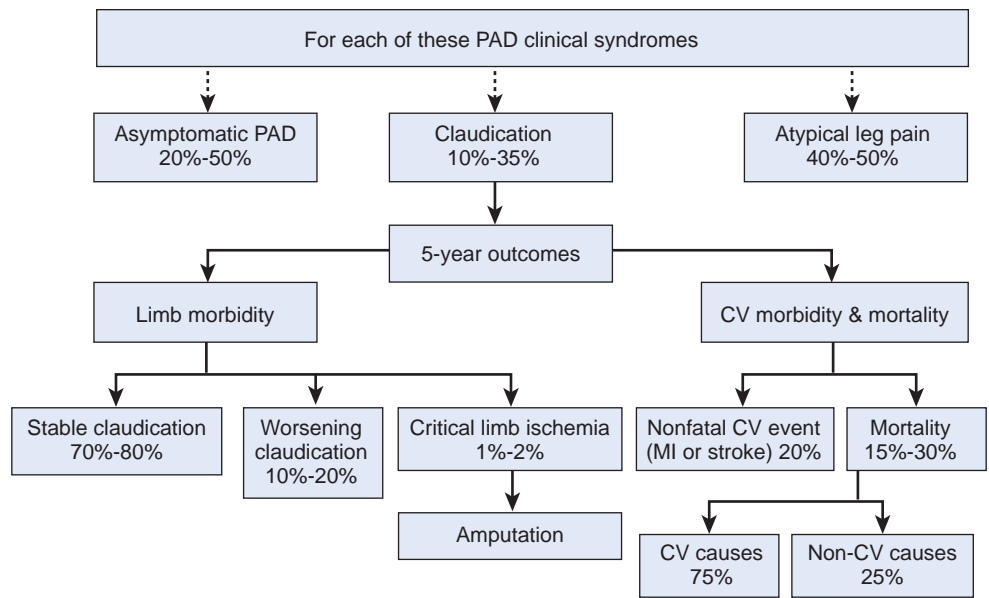 For each of these PAD clinical syndromes
Asymptomatic PAD
20%-50%
Claudication
10%-35%
Atypical leg pain
40%-50%
5-year outcomes
Limb morbidity
CV morbidity & mortality
Stable claudication
70%-80%
Worsening
claudication
10%-20%
Critical limb ischemia
1%-2%
Nonfatal CV event
(MI or stroke) 20%
Mortality
15%-30%
Amputation
CV causes
75%
Non-CV causes
25%